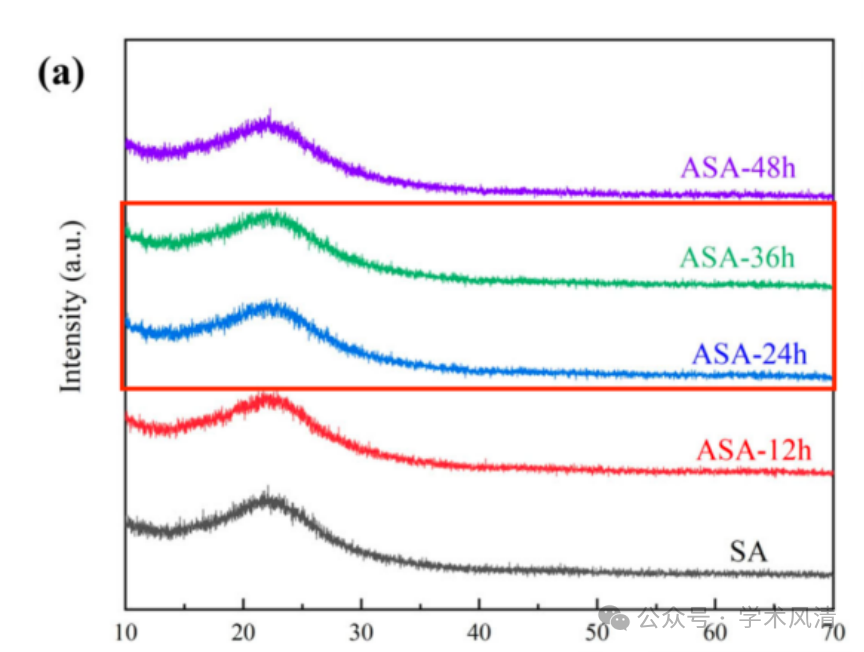 (a)
Intensity (a.u.)
ASA-48h
ASA-36h
ASA-24h
ASA-12h
SA
10 20 30 40 50 60 70
公众号 · 学术风清